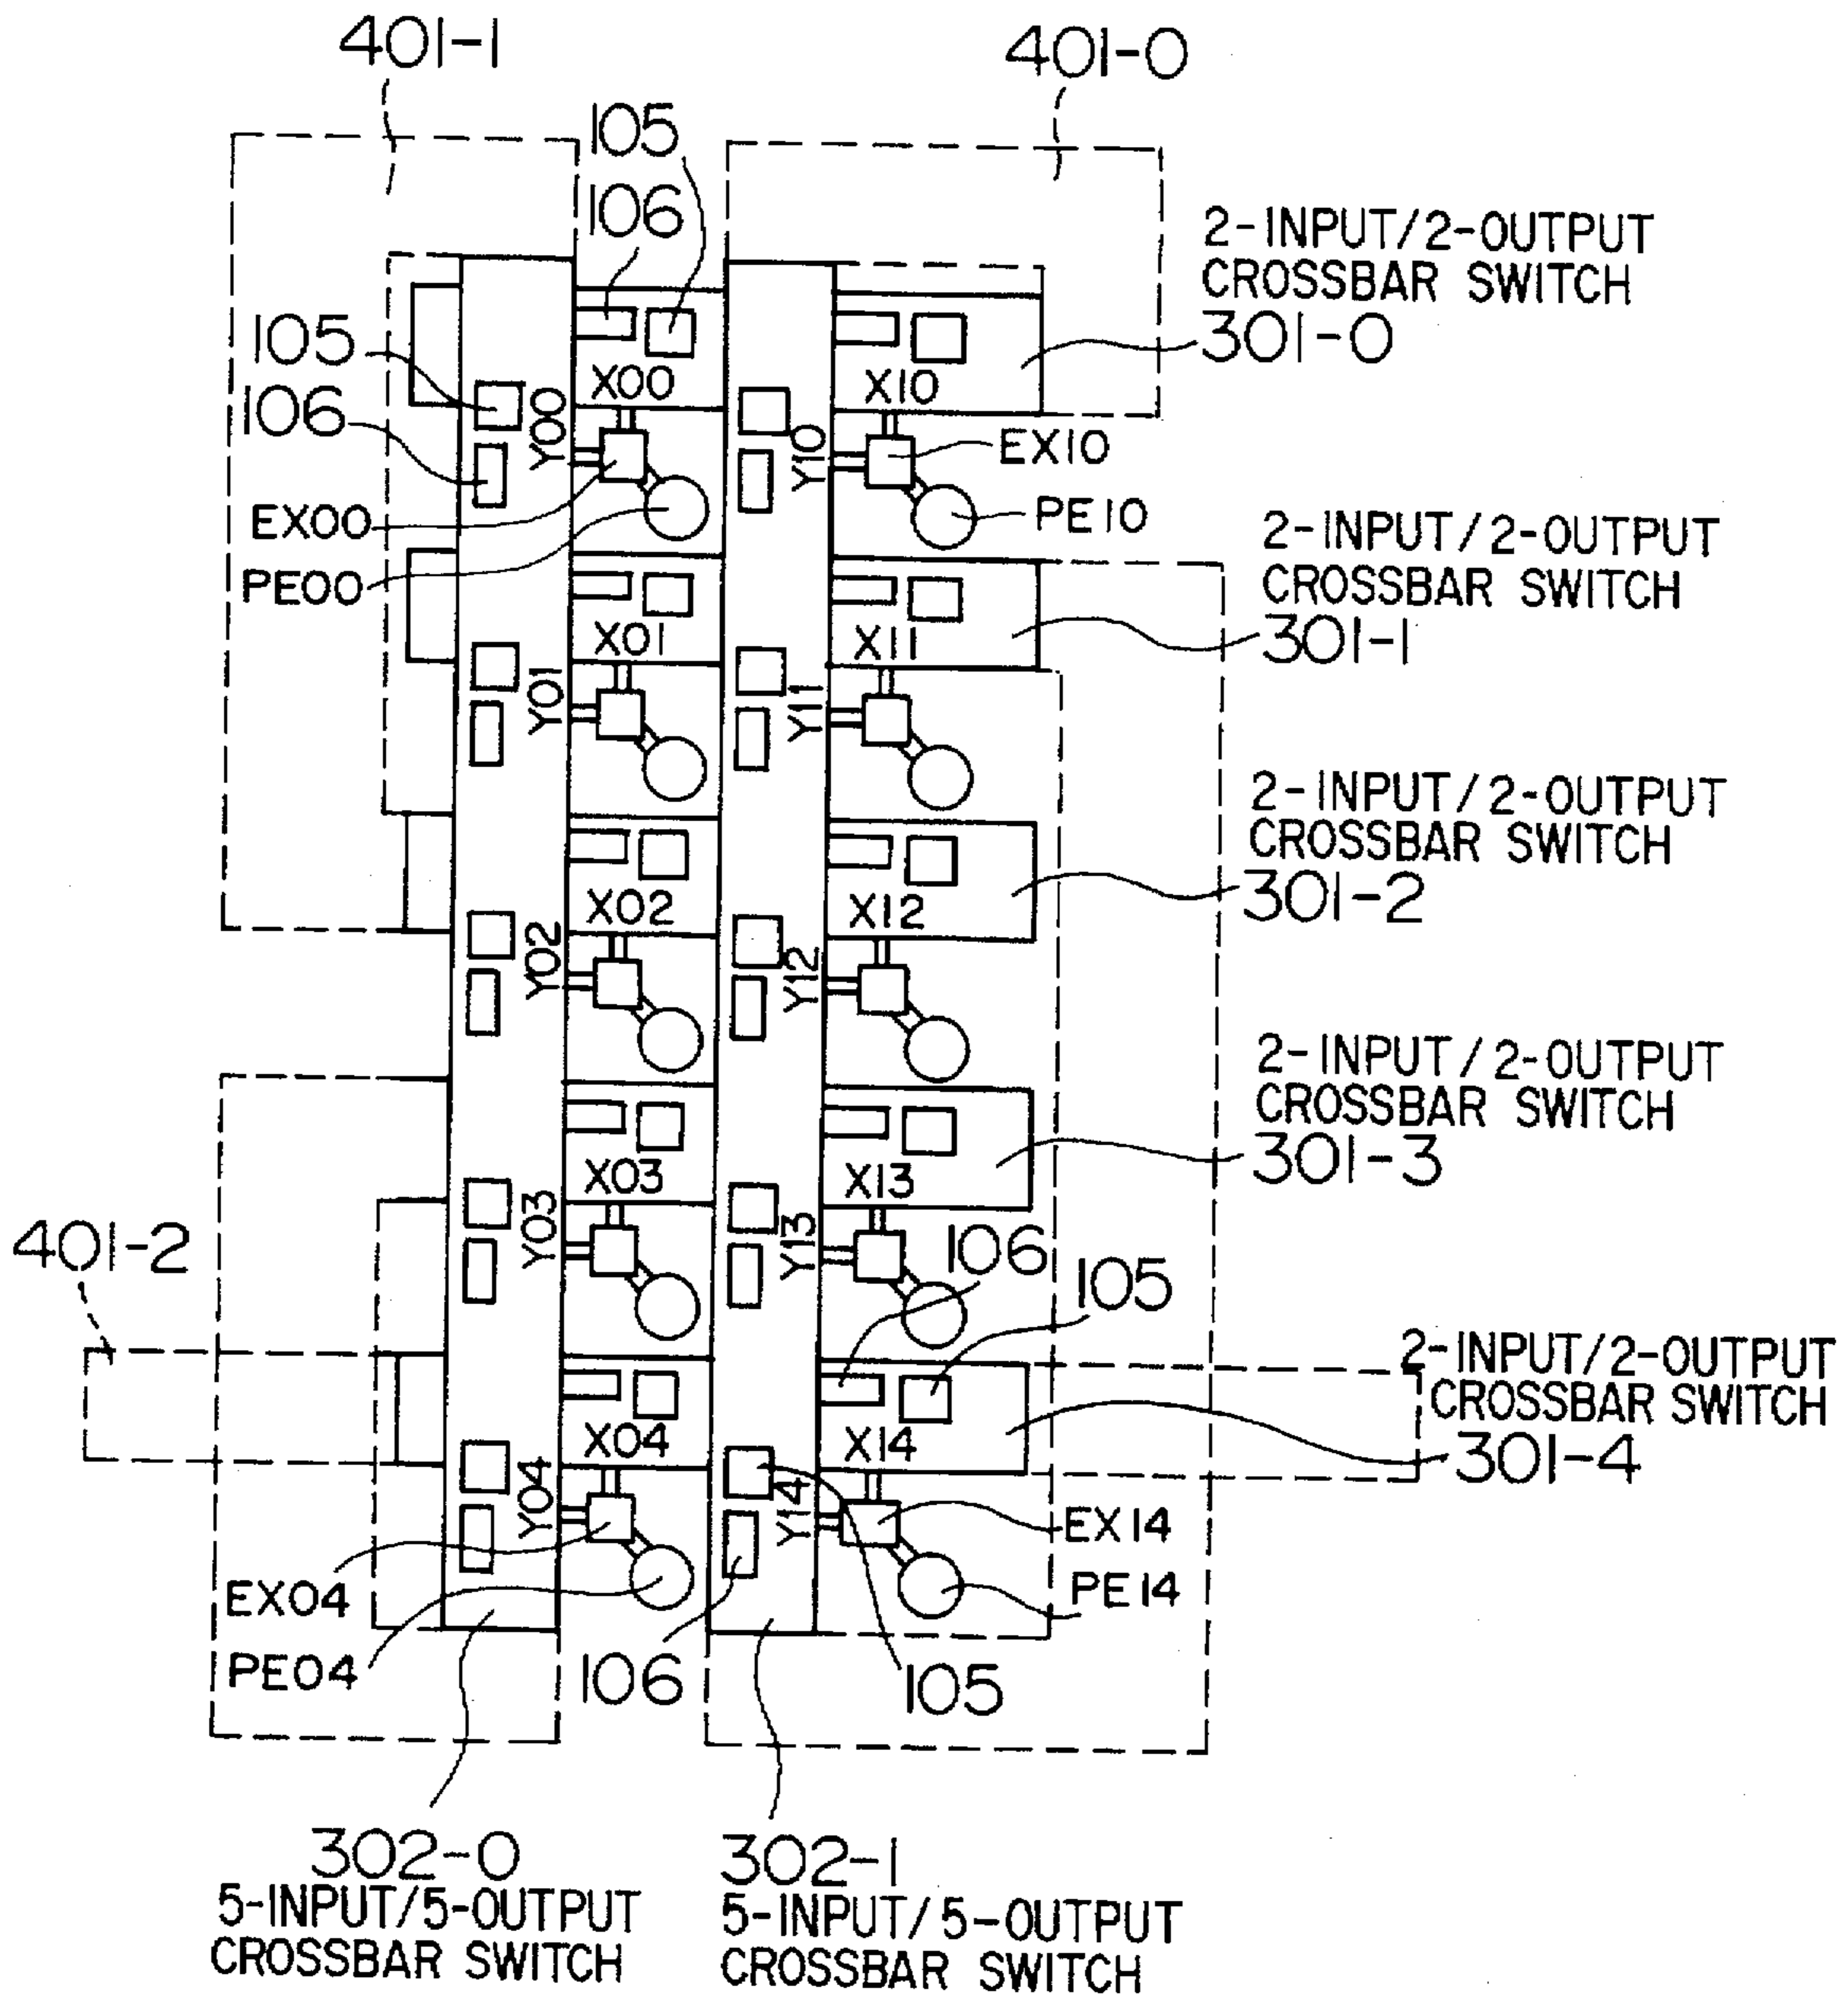 401-1
401-0
105
106
2-INPUT/2-OUTPUT
CROSSBAR SWITCH
301-0
105
106
X00
X10
Y00
Y10
EX10
EX00
PE10
PE00
2-INPUT/2-OUTPUT
CROSSBAR SWITCH
301-1
X01
X11
Y01
Y11
2-INPUT/2-OUTPUT
CROSSBAR SWITCH
301-2
X02
X12
Y02
Y12
2-INPUT/2-OUTPUT
CROSSBAR SWITCH
301-3
X03
X13
401-2
Y03
Y13
106
105
2-INPUT/2-OUTPUT
CROSSBAR SWITCH
301-4
X04
X14
Y04
Y14
EX14
EX04
PE14
PE04
106
105
302-0
5-INPUT/5-OUTPUT
CROSSBAR SWITCH
302-1
5-INPUT/5-OUTPUT
CROSSBAR SWITCH